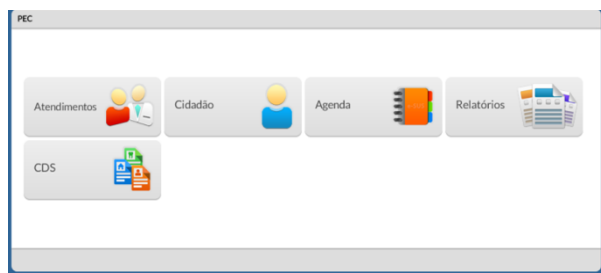 PEC
Atendimentos
Cidadão
Agenda
Relatórios
CDS